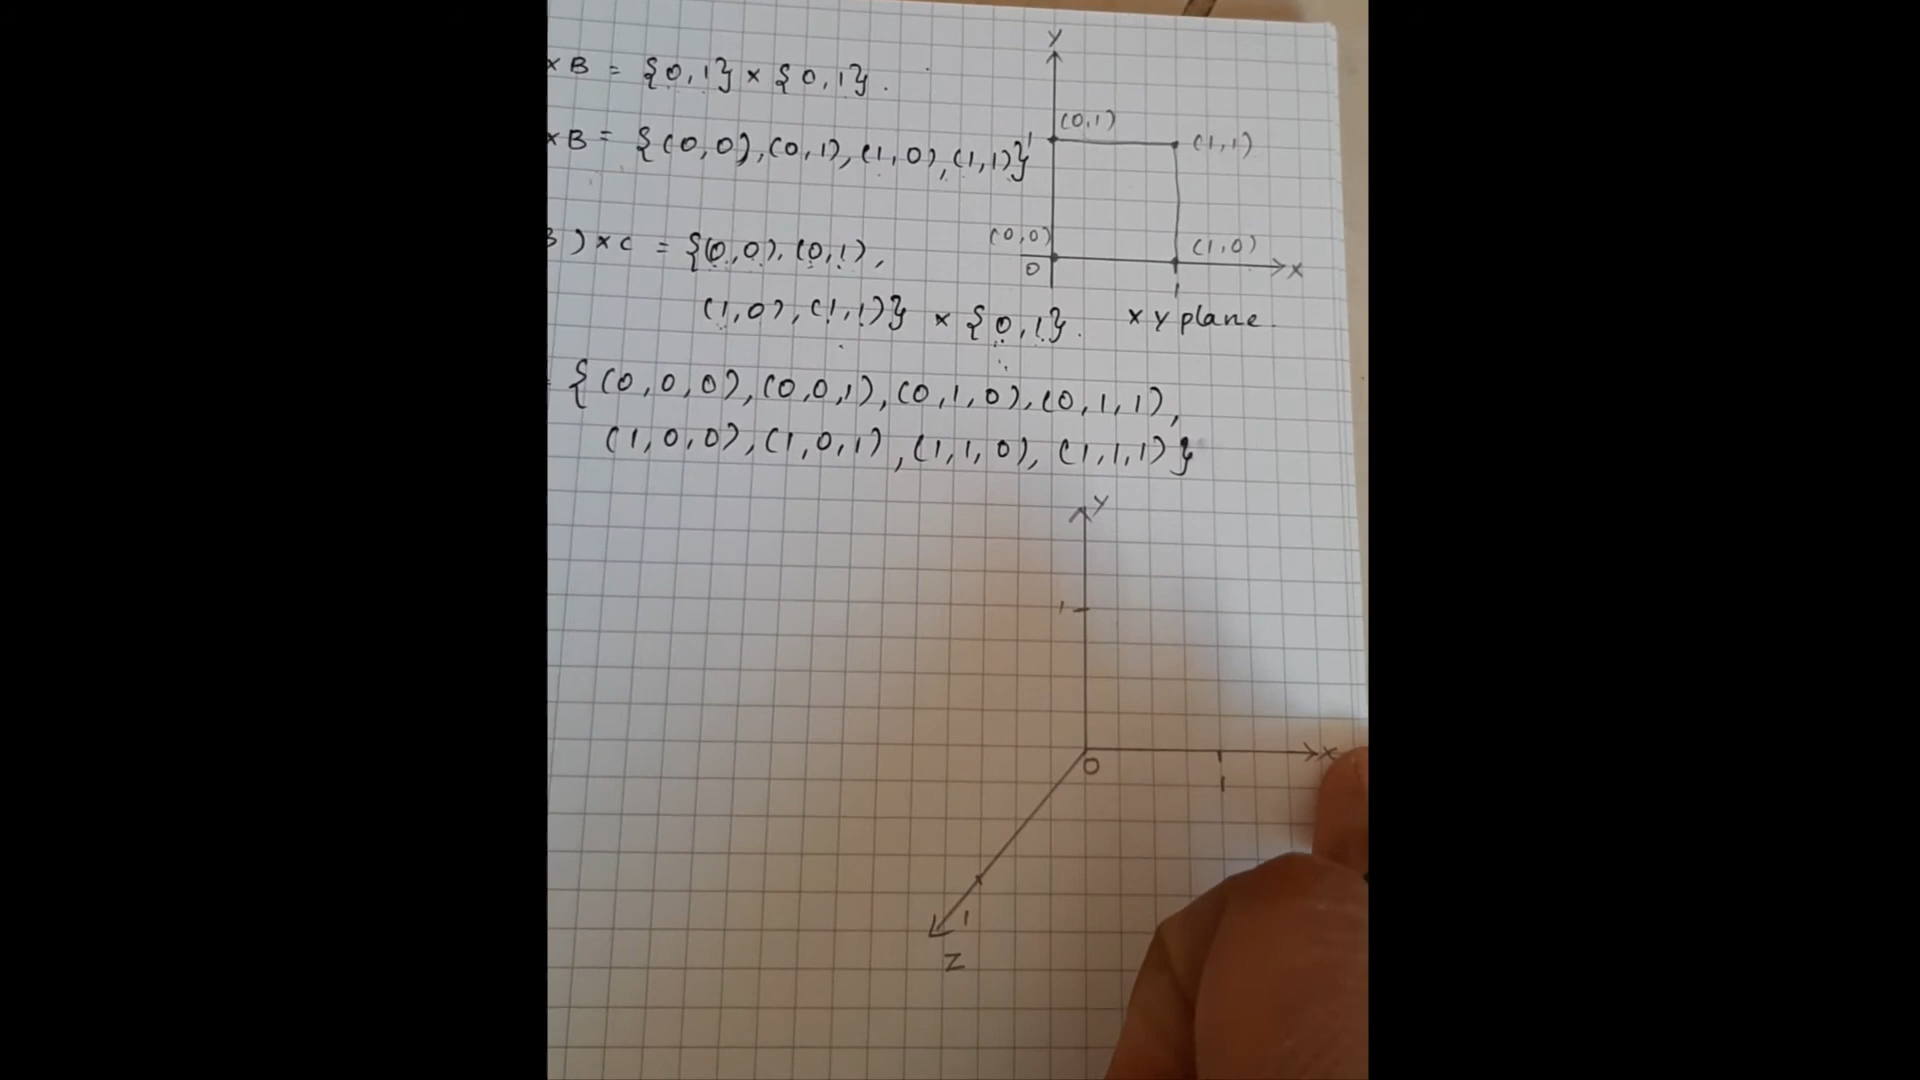 ×B = {0,1} × {0,1}.
×B = {(0,0),(0,1),(1,0),(1,1)}
B)×C = {(0,0),(0,1),
(1,0),(1,1)} × {0,1}.
{(0,0,0),(0,0,1),(0,1,0),(0,1,1),
(1,0,0),(1,0,1),(1,1,0),(1,1,1)}
Y
(0,1)
1
(1,1)
(0,0)
(1,0)
0
X
1
xy plane.
Y
1
0
X
1
1
Z